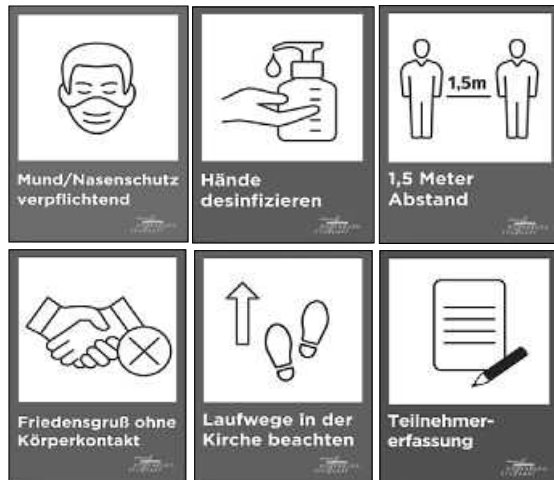 Mund/Nasenschutz
verpflichtend
Hände
desinfizieren
1,5m
1,5 Meter
Abstand
Friedensgruß ohne
Körperkontakt
Laufwege in der
Kirche beachten
Teilnehmer-
erfassung